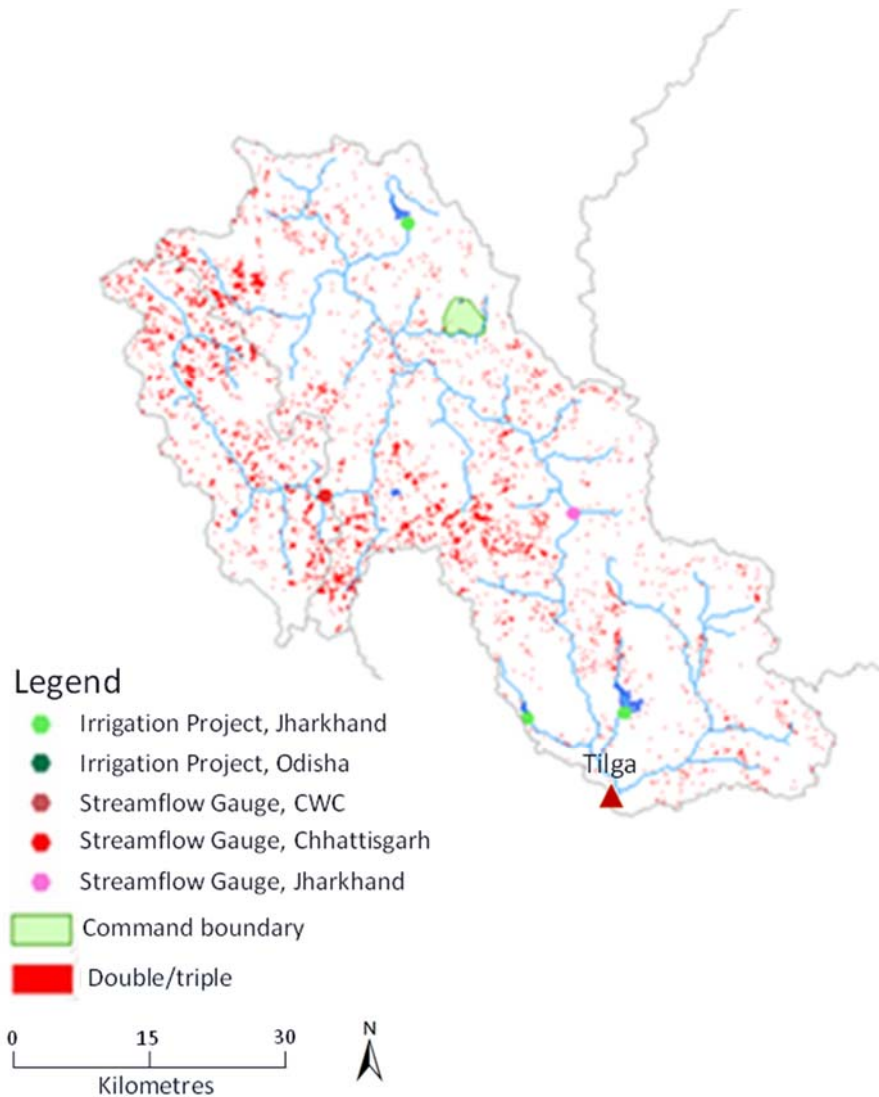 Tilga
Legend
Irrigation Project, Jharkhand
Irrigation Project, Odisha
Streamflow Gauge, CWC
Streamflow Gauge, Chhattisgarh
Streamflow Gauge, Jharkhand
Command boundary
Double/triple
0 15 30
Kilometres
N